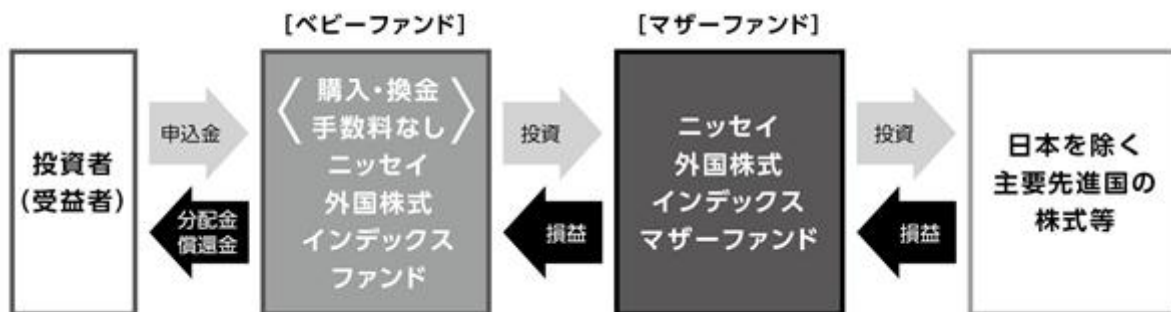 [ベビーファンド]
[マザーファンド]
投資者
(受益者)
申込金
分配金
償還金
〈購入・換金
手数料なし〉
ニッセイ
外国株式
インデックス
ファンド
投資
損益
ニッセイ
外国株式
インデックス
マザーファンド
投資
損益
日本を除く
主要先進国の
株式等